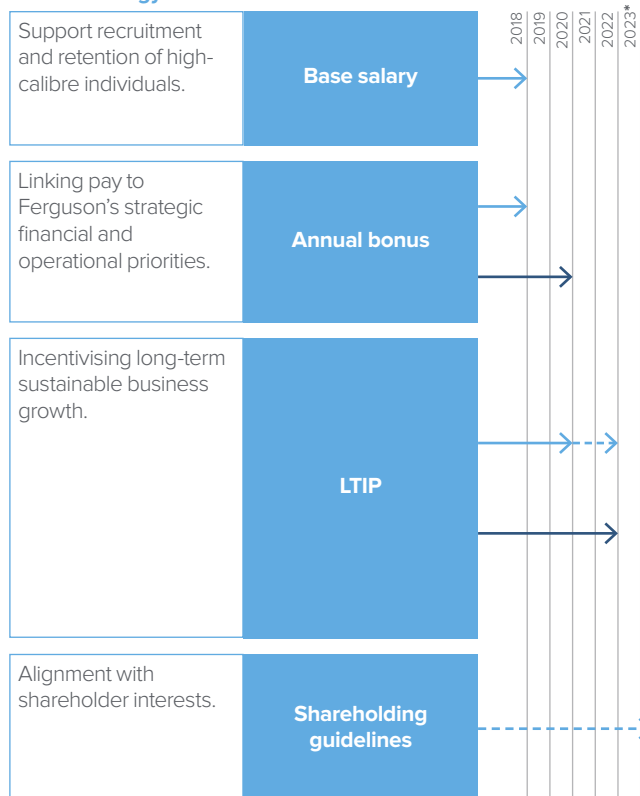 Support recruitment
and retention of high-
calibre individuals.
Base salary
2018
2019
2020
2021
2022
2023*
Linking pay to
Ferguson’s strategic
financial and
operational priorities.
Annual bonus
Incentivising long-term
sustainable business
growth.
LTIP
Alignment with
shareholder interests.
Shareholding
guidelines